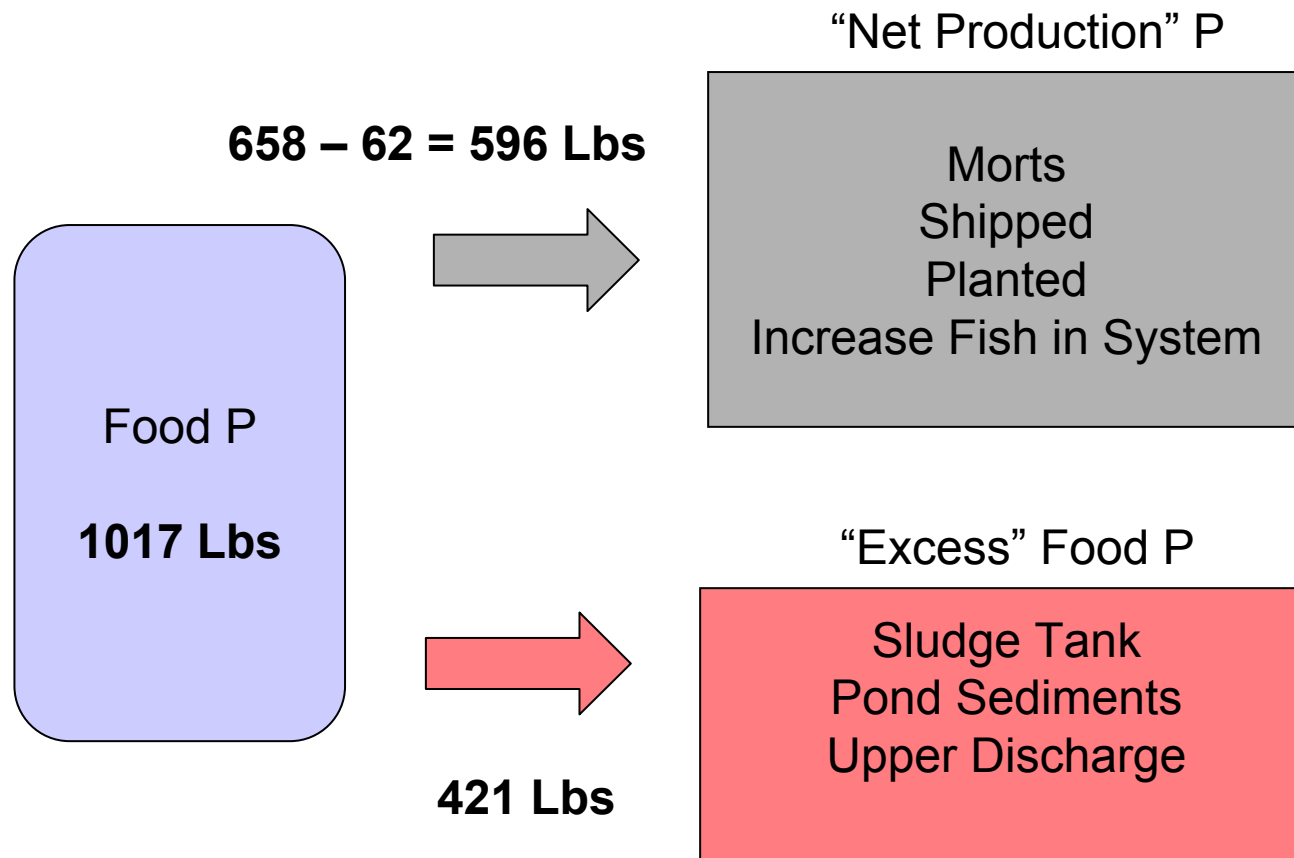 “Net Production” P
658 – 62 = 596 Lbs
Morts
Shipped
Planted
Increase Fish in System
Food P
1017 Lbs
“Excess” Food P
Sludge Tank
Pond Sediments
Upper Discharge
421 Lbs